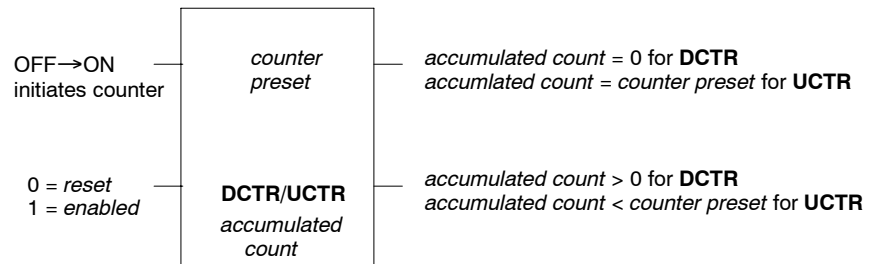 OFF→ON
initiates counter
counter
preset
accumulated count = 0 for DCTR
accumlated count = counter preset for UCTR
0 = reset
1 = enabled
DCTR/UCTR
accumulated
count
accumulated count > 0 for DCTR
accumulated count < counter preset for UCTR